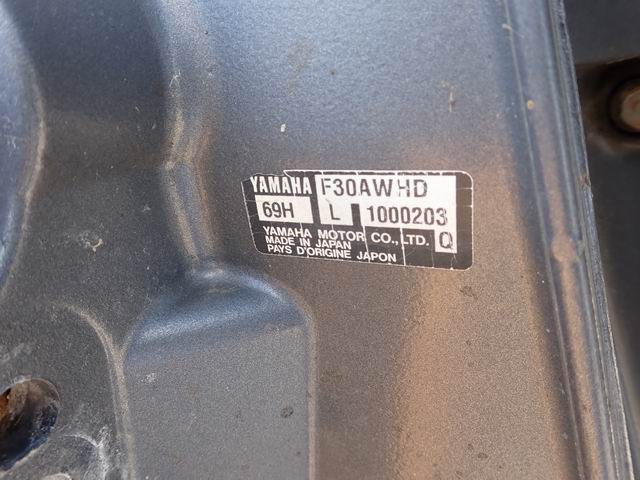 YAMAHA F30AWHD
69H L 1000203
YAMAHA MOTOR CO.,LTD. Q
MADE IN JAPAN
PAYS D'ORIGINE JAPON